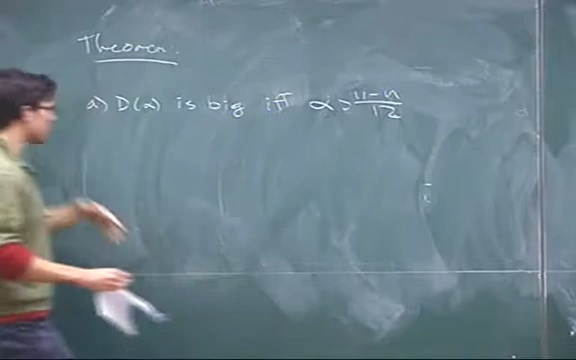 Theorem.
a) D(α) is big iff α > 11-n/12